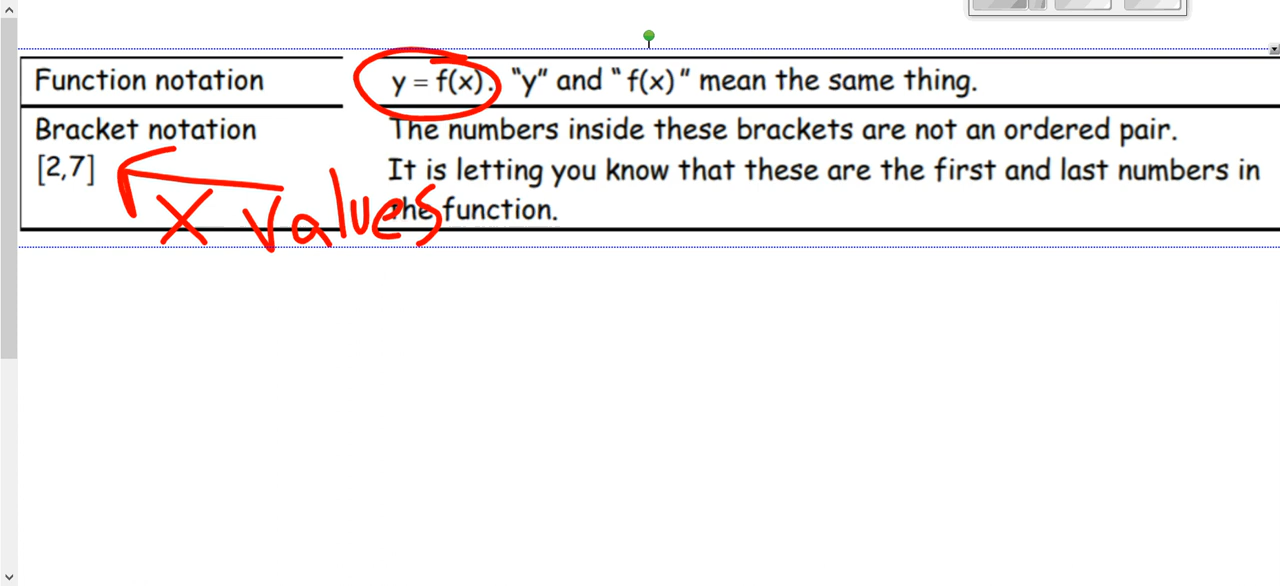 Function notation
y = f(x). "y" and "f(x)" mean the same thing.
Bracket notation
[2,7]
The numbers inside these brackets are not an ordered pair.
It is letting you know that these are the first and last numbers in
the function.
X values